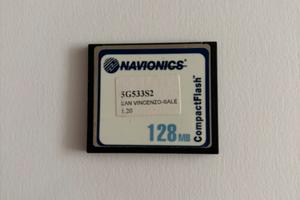 NAVIONICS®
5G533S2
SAN VINCENZO-SALE
1.20
128 MB
CompactFlash